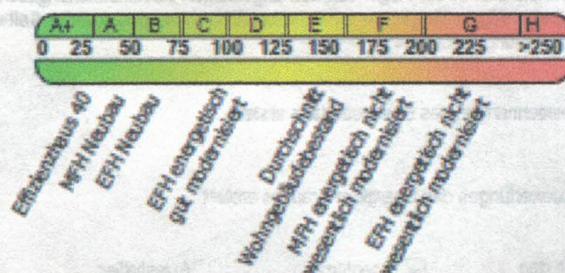 A+ A B C D E F G H
0 25 50 75 100 125 150 175 200 225 >250
Effizienzhaus 40
MFH Neubau
EFH Neubau
EFH energetisch
gut modernisiert
Durchschnitt
Wohngebäudebestand
MFH energetisch nicht
wesentlich modernisiert
EFH energetisch nicht
wesentlich modernisiert